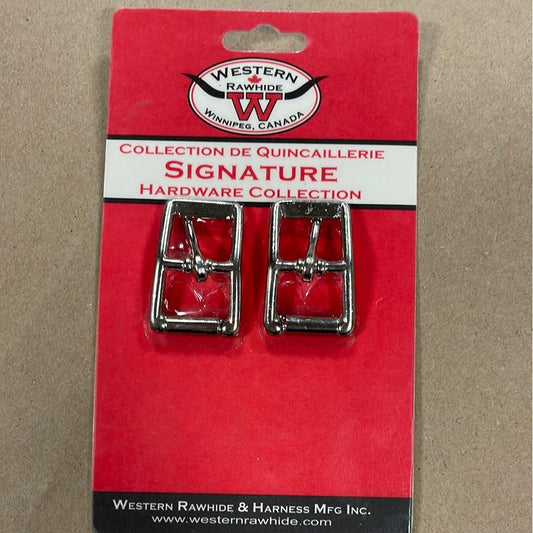 WESTERN
RAWHIDE
W
WINNIPEG, CANADA
COLLECTION DE QUINCAILLERIE
SIGNATURE
HARDWARE COLLECTION
WESTERN RAWHIDE & HARNESS MFG INC.
www.westernrawhide.com